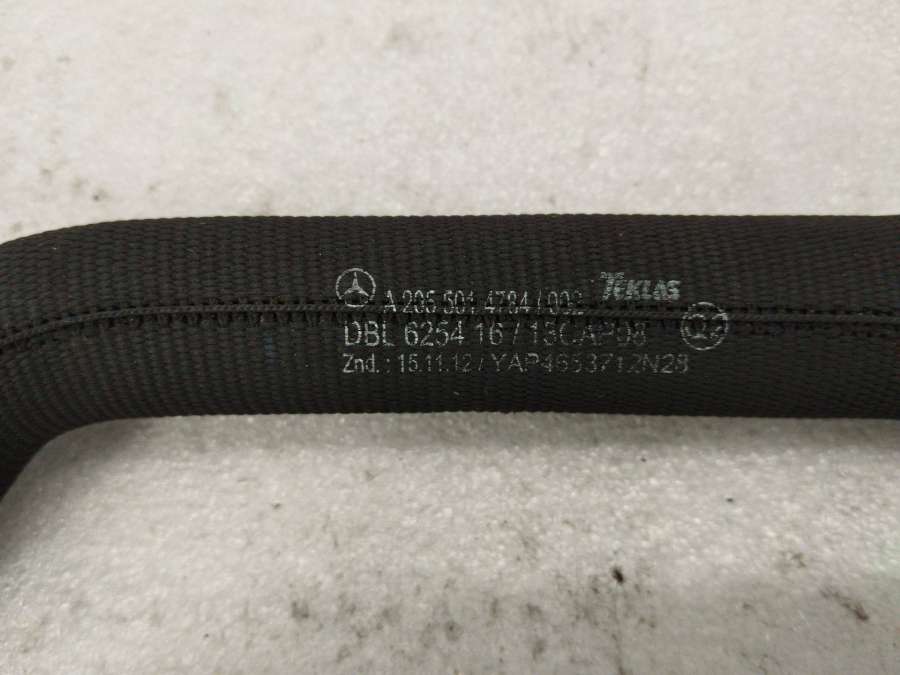 TEKLAS
A 205 501 4784 / 002
DBL 6254 16 / 13CAP08
Znd.: 15.11.12 / YAP4653712N28